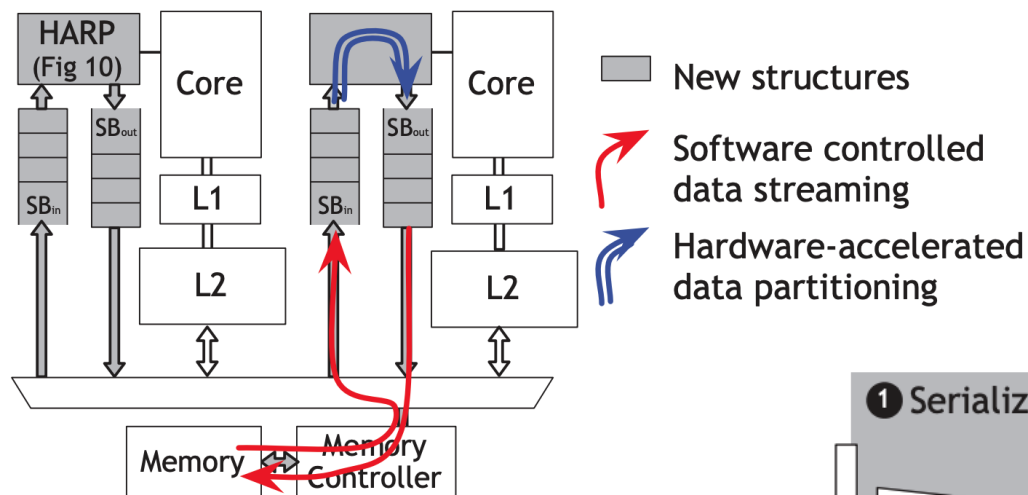 HARP
(Fig 10)
Core
SBout
SBin
L1
L2
Core
SBout
SBin
L1
L2
Memory
Memory
Controller
New structures
Software controlled
data streaming
Hardware-accelerated
data partitioning
1 Serializ